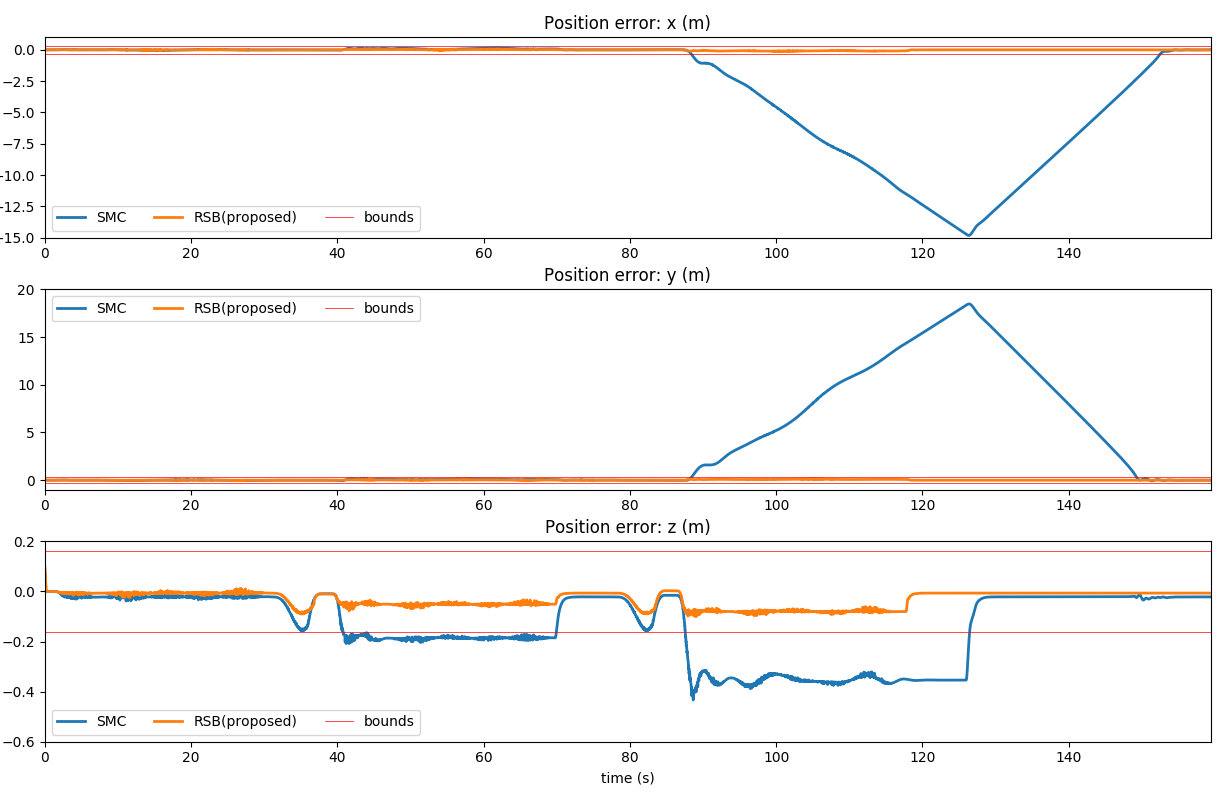 Position error: x (m)
0.0
−2.5
−5.0
−7.5
−10.0
−12.5
−15.0
SMC RSB(proposed) bounds
0 20 40 60 80 100 120 140
Position error: y (m)
20
15
10
5
0
SMC RSB(proposed) bounds
0 20 40 60 80 100 120 140
Position error: z (m)
0.2
0.0
−0.2
−0.4
−0.6
SMC RSB(proposed) bounds
0 20 40 60 80 100 120 140
time (s)